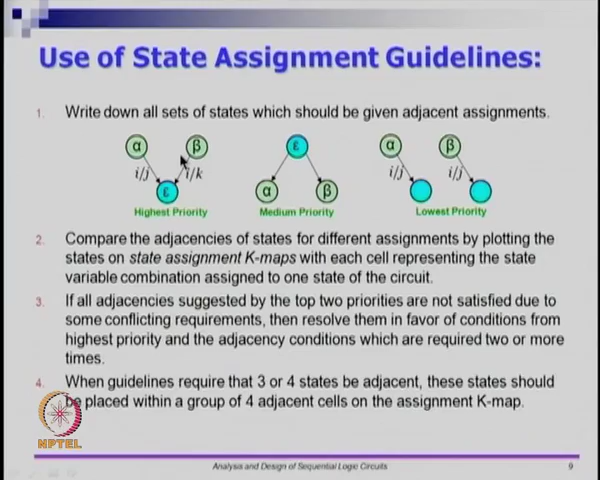 Use of State Assignment Guidelines:
1. Write down all sets of states which should be given adjacent assignments.
α β ε α β
i/j i/k i/j i/j
ε α β
Highest Priority Medium Priority Lowest Priority
2. Compare the adjacencies of states for different assignments by plotting the
states on state assignment K-maps with each cell representing the state
variable combination assigned to one state of the circuit.
3. If all adjacencies suggested by the top two priorities are not satisfied due to
some conflicting requirements, then resolve them in favor of conditions from
highest priority and the adjacency conditions which are required two or more
times.
4. When guidelines require that 3 or 4 states be adjacent, these states should
be placed within a group of 4 adjacent cells on the assignment K-map.
NPTEL
Analysis and Design of Sequential Logic Circuits
9